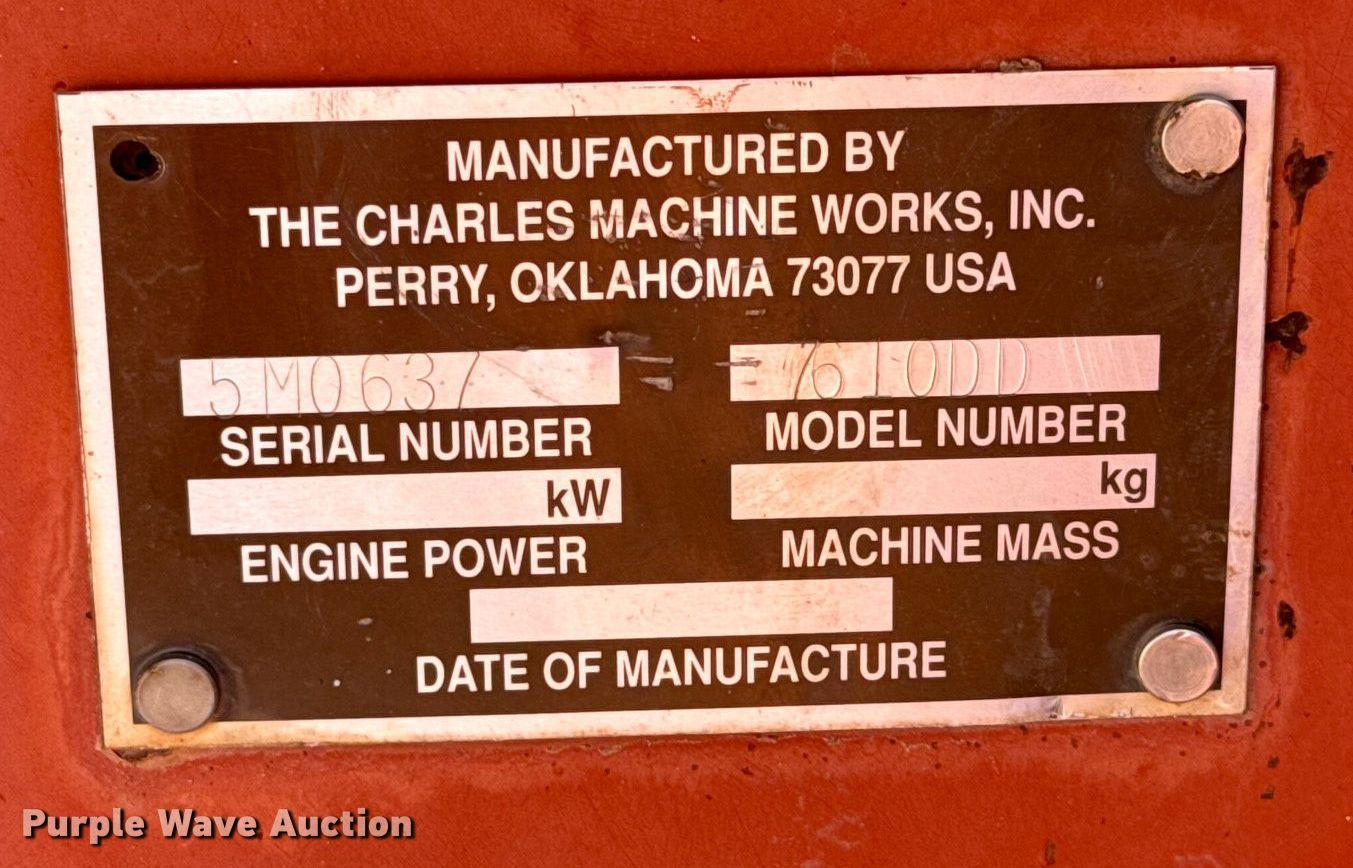 MANUFACTURED BY
THE CHARLES MACHINE WORKS, INC.
PERRY, OKLAHOMA 73077 USA
5M0637 7610DD
SERIAL NUMBER MODEL NUMBER
kW kg
ENGINE POWER MACHINE MASS
DATE OF MANUFACTURE
Purple Wave Auction